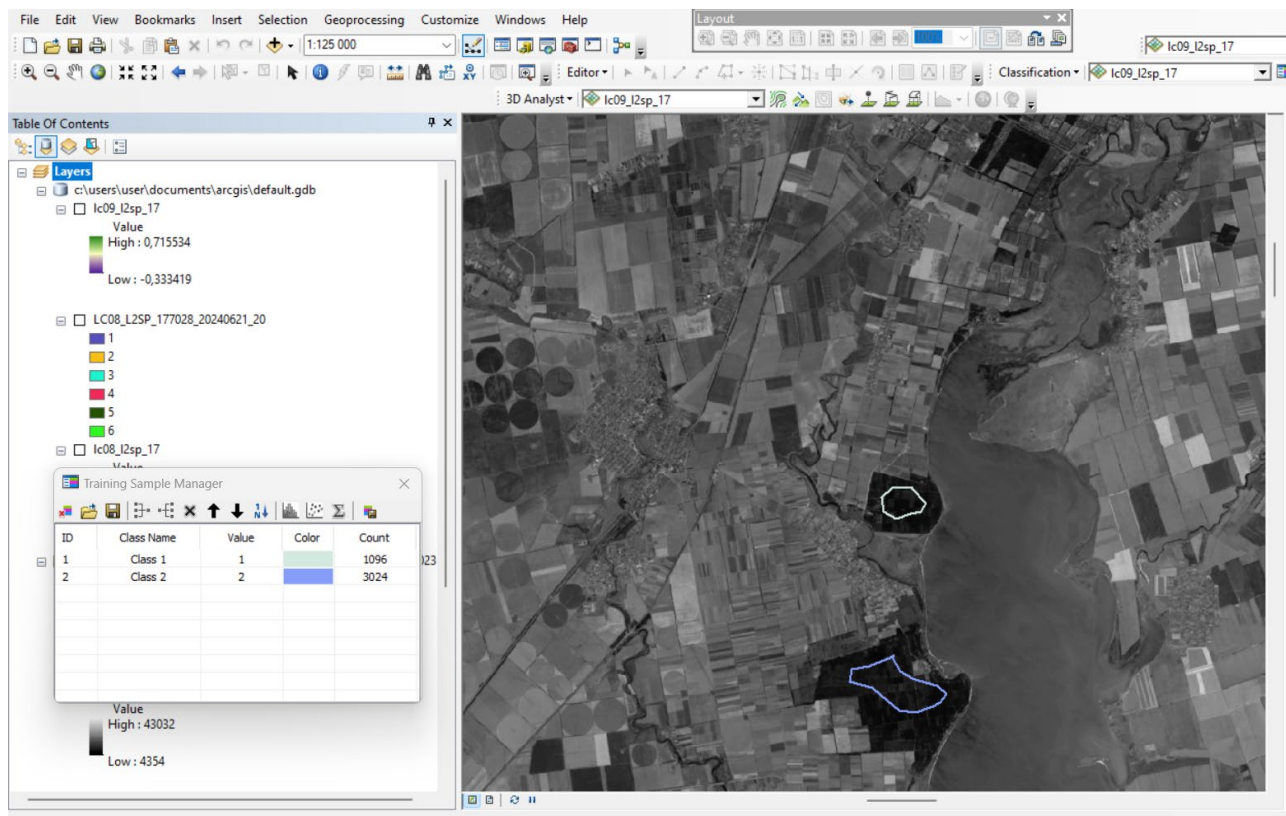 File Edit View Bookmarks Insert Selection Geoprocessing Customize Windows Help
Layout
1:125 000
lc09_l2sp_17
Editor
Classification
lc09_l2sp_17
3D Analyst
lc09_l2sp_17
Table Of Contents
Layers
c:\users\user\documents\arcgis\default.gdb
lc09_l2sp_17
Value
High : 0,715534
Low : -0,333419
LC08_L2SP_177028_20240621_20
1
2
3
4
5
6
lc08_l2sp_17
Value
Training Sample Manager
ID Class Name Value Color Count
1 Class 1 1 1096
2 Class 2 2 3024
023
Value
High : 43032
Low : 4354